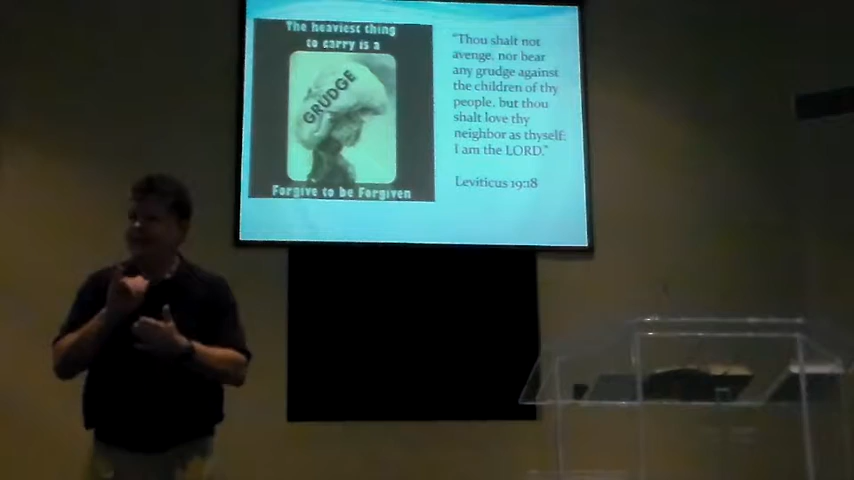 The heaviest thing
to carry is a
GRUDGE
Forgive to be Forgiven
"Thou shalt not
avenge, nor bear
any grudge against
the children of thy
people, but thou
shalt love thy
neighbor as thyself:
I am the LORD."
Leviticus 19:18